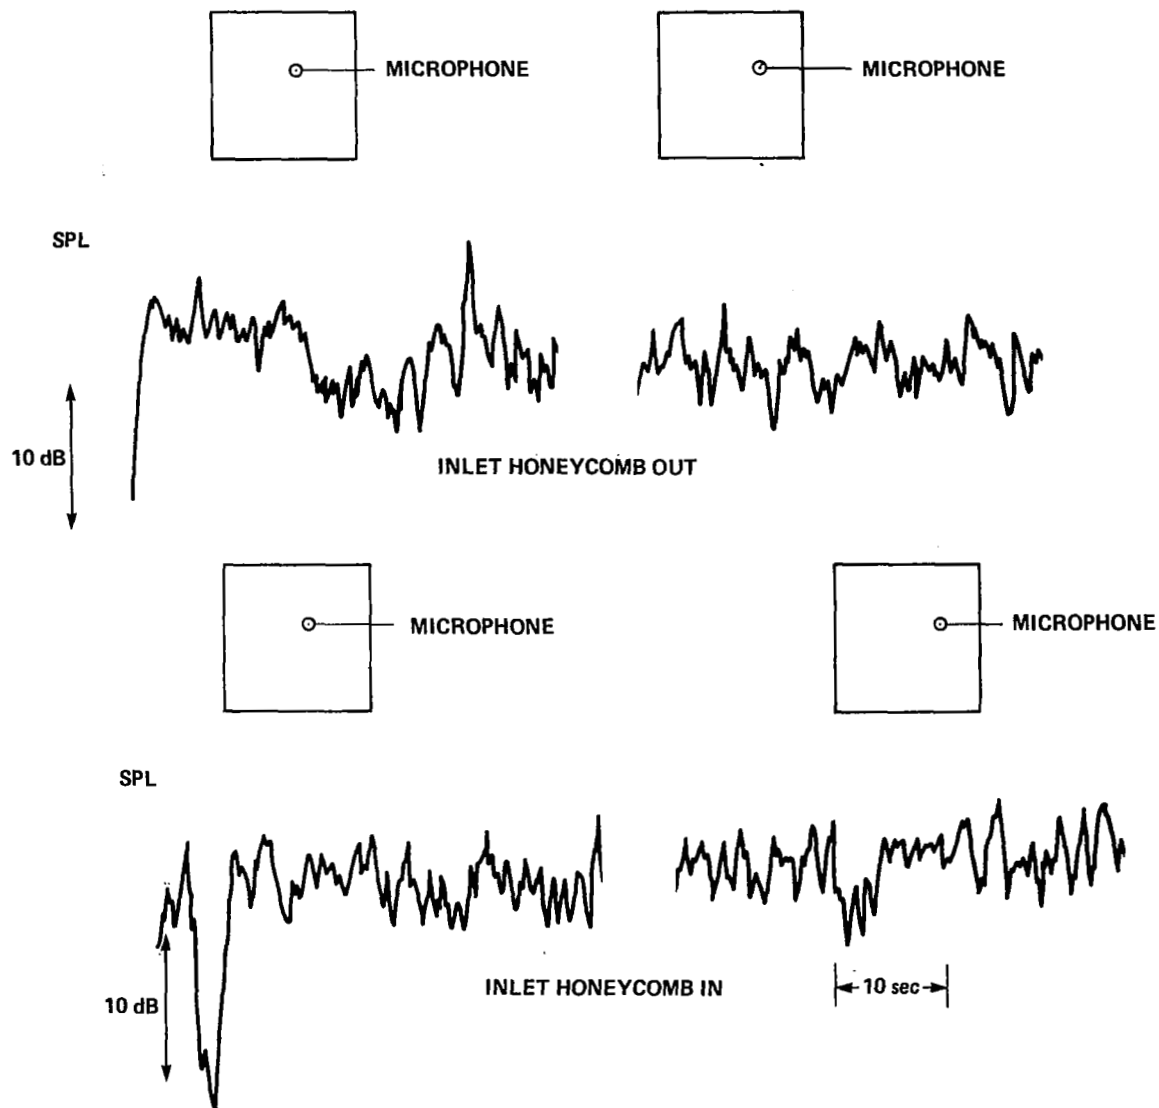 MICROPHONE
MICROPHONE
SPL
10 dB
INLET HONEYCOMB OUT
MICROPHONE
MICROPHONE
SPL
10 dB
INLET HONEYCOMB IN
10 sec